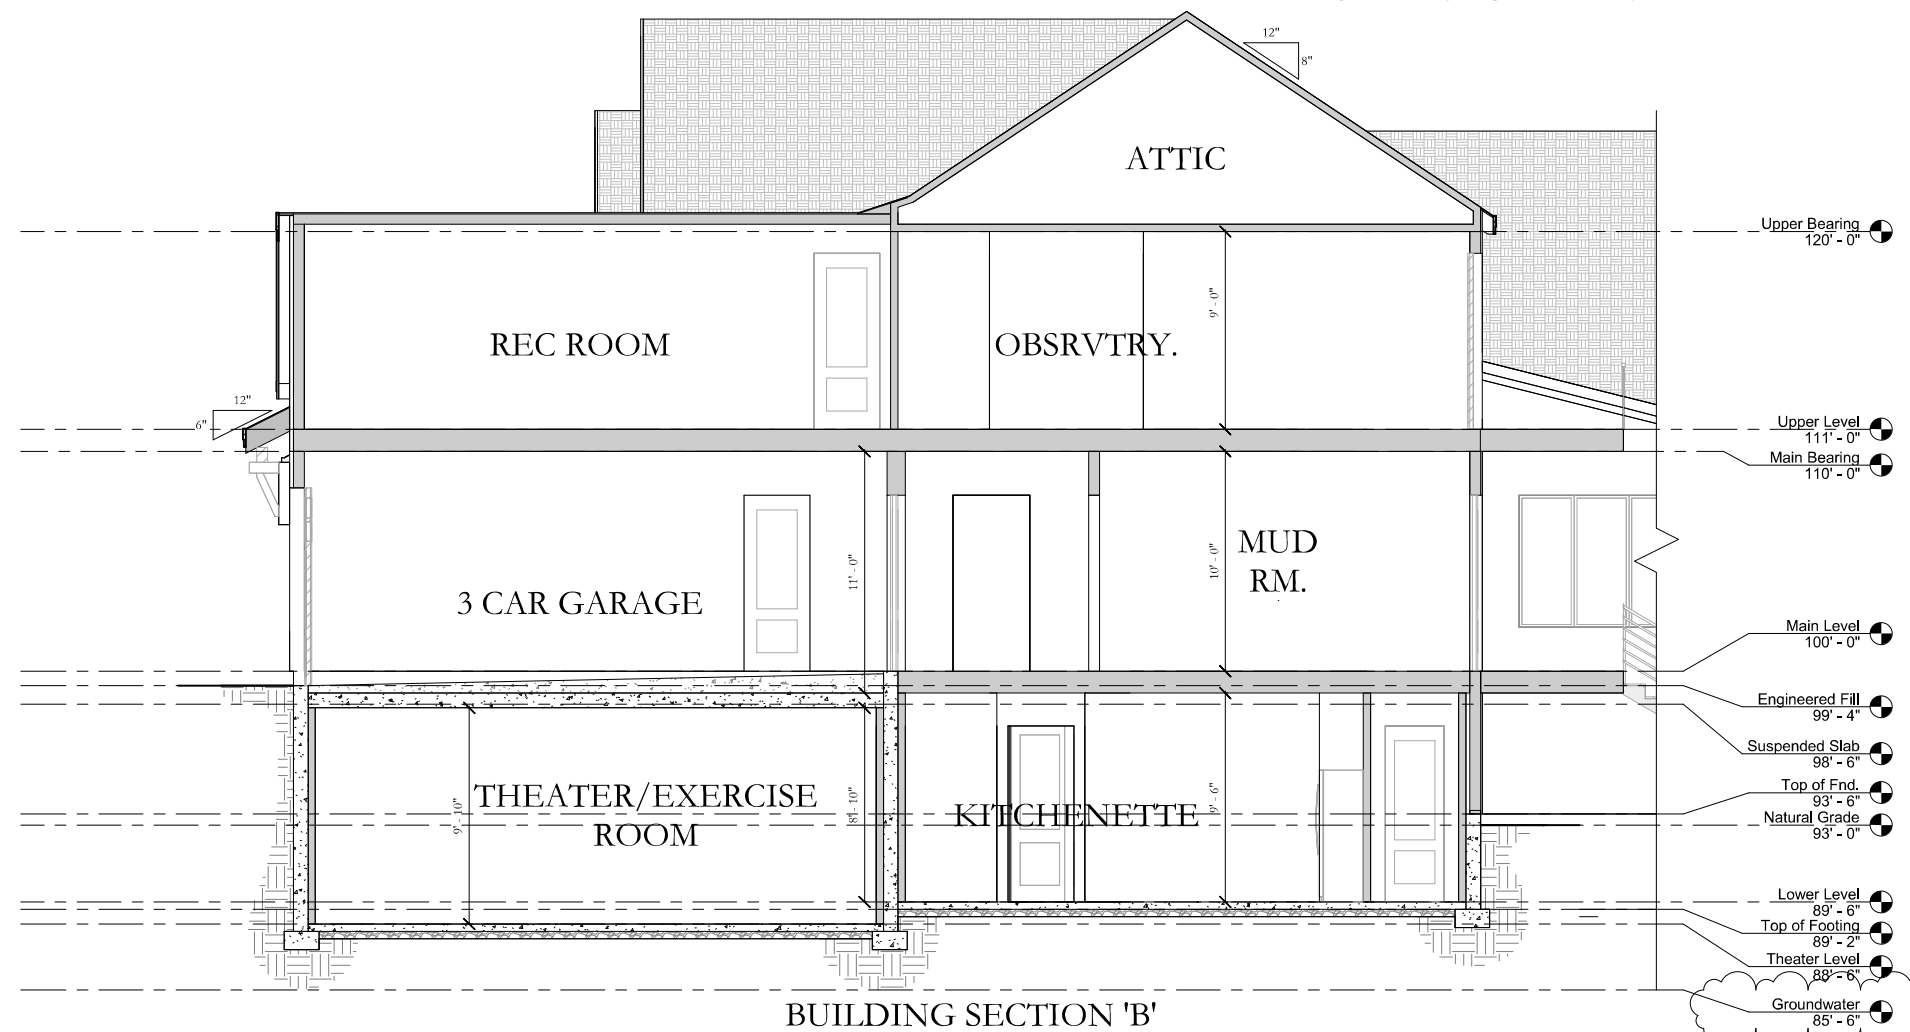 12"
8"
ATTIC
Upper Bearing
120' - 0"
9' - 0"
REC ROOM
OBSRVTRY.
12"
6"
Upper Level
111' - 0"
Main Bearing
110' - 0"
11' - 0"
10' - 0"
MUD
RM.
3 CAR GARAGE
Main Level
100' - 0"
Engineered Fill
99' - 4"
Suspended Slab
98' - 6"
Top of Fnd.
93' - 6"
Natural Grade
93' - 0"
THEATER/EXERCISE
ROOM
9' - 10"
8' - 10"
KITCHENETTE
9' - 6"
Lower Level
89' - 6"
Top of Footing
89' - 2"
Theater Level
88' - 6"
Groundwater
85' - 6"
BUILDING SECTION 'B'